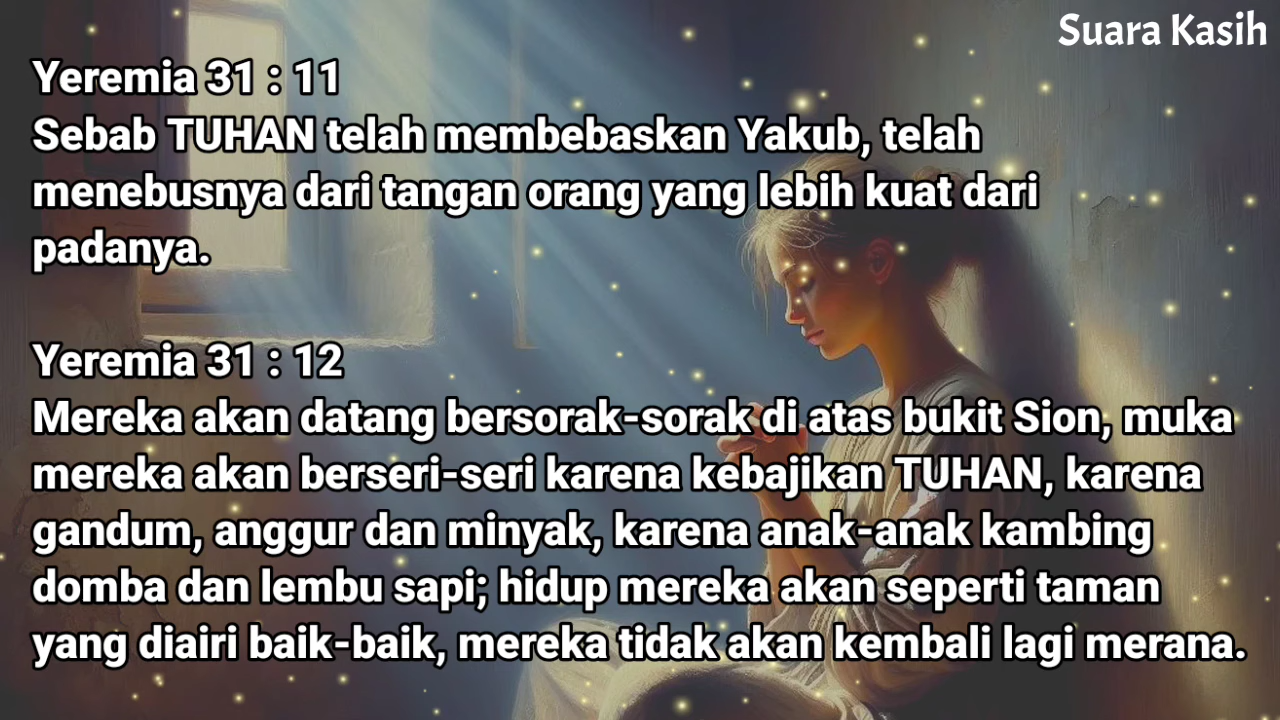 Suara Kasih
Yeremia 31 : 11
Sebab TUHAN telah membebaskan Yakub, telah
menebusnya dari tangan orang yang lebih kuat dari
padanya.
Yeremia 31 : 12
Mereka akan datang bersorak-sorak di atas bukit Sion, muka
mereka akan berseri-seri karena kebajikan TUHAN, karena
gandum, anggur dan minyak, karena anak-anak kambing
domba dan lembu sapi; hidup mereka akan seperti taman
yang diairi baik-baik, mereka tidak akan kembali lagi merana.